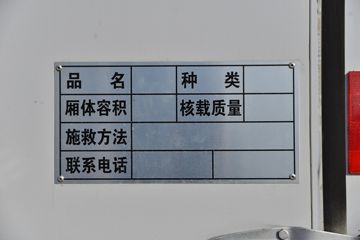 品名 种类
厢体容积 核载质量
施救方法
联系电话